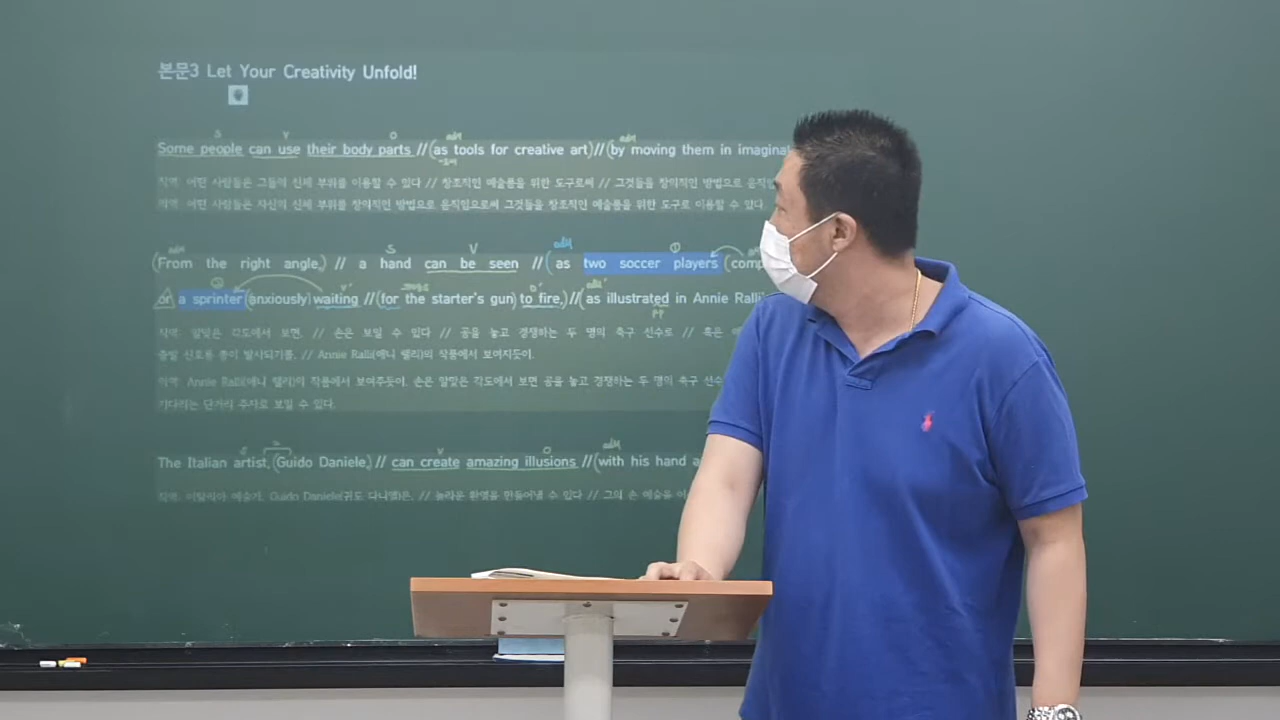 본문3 Let Your Creativity Unfold!
S V O adv adv
Some people can use their body parts //(as tools for creative art)//(by moving them in imaginat
~로써
직역: 어떤 사람들은 그들의 신체 부위를 이용할 수 있다 // 창조적인 예술품을 위한 도구로써 // 그것들을 창의적인 방법으로 움직임
의역: 어떤 사람들은 자신의 신체 부위를 창의적인 방법으로 움직임으로써 그것들을 창조적인 예술품을 위한 도구로 이용할 수 있다.
adv S V adv ①
(From the right angle,) // a hand can be seen //(as two soccer players (comp
② V' adv'
or a sprinter (anxiously) waiting //(for the starter's gun) to fire,)//(as illustrated in Annie Ralli'
PP
직역: 알맞은 각도에서 보면, // 손은 보일 수 있다 // 공을 놓고 경쟁하는 두 명의 축구 선수로 // 혹은
출발 신호용 총이 발사되기를, // Annie Ralli(애니 랠리)의 작품에서 보여지듯이.
의역: Annie Ralli(애니 랠리)의 작품에서 보여주듯이, 손은 알맞은 각도에서 보면 공을 놓고 경쟁하는 두 명의 축구 선수
기다리는 단거리 주자로 보일 수 있다.
S V O adv
The Italian artist, (Guido Daniele,) // can create amazing illusions //(with his hand a
직역: 이탈리아 예술가, Guido Daniele(귀도 다니엘)은, // 놀라운 환영을 만들어낼 수 있다 // 그의 손 예술을